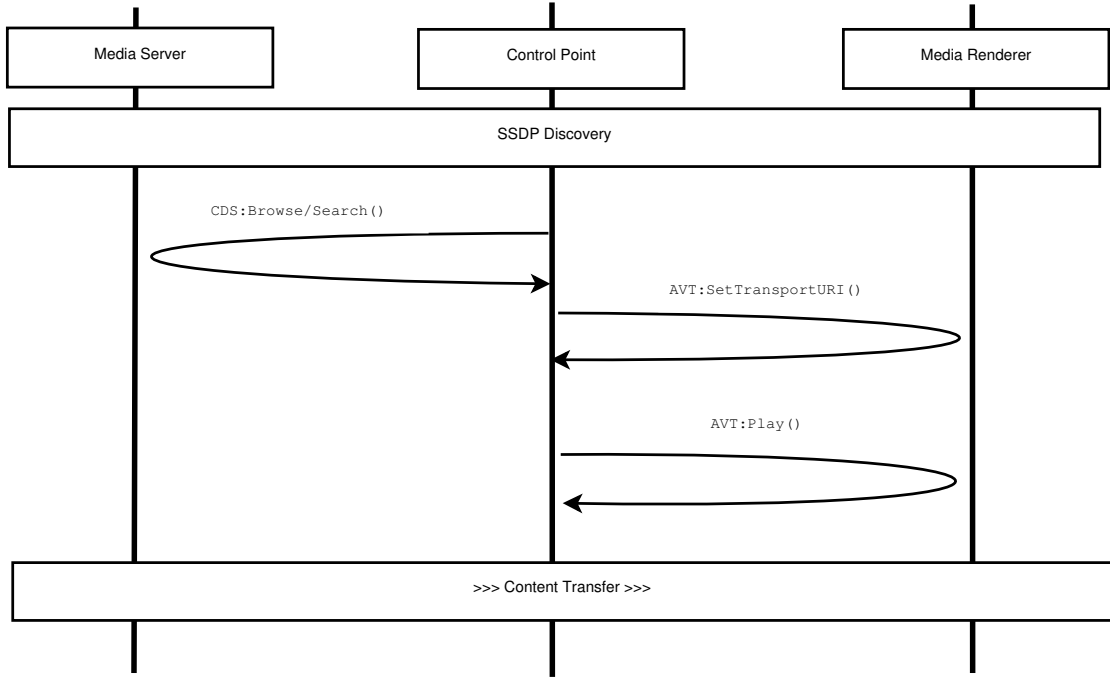 Media Server
Control Point
Media Renderer
SSDP Discovery
CDS:Browse/Search()
AVT:SetTransportURI()
AVT:Play()
>>> Content Transfer >>>